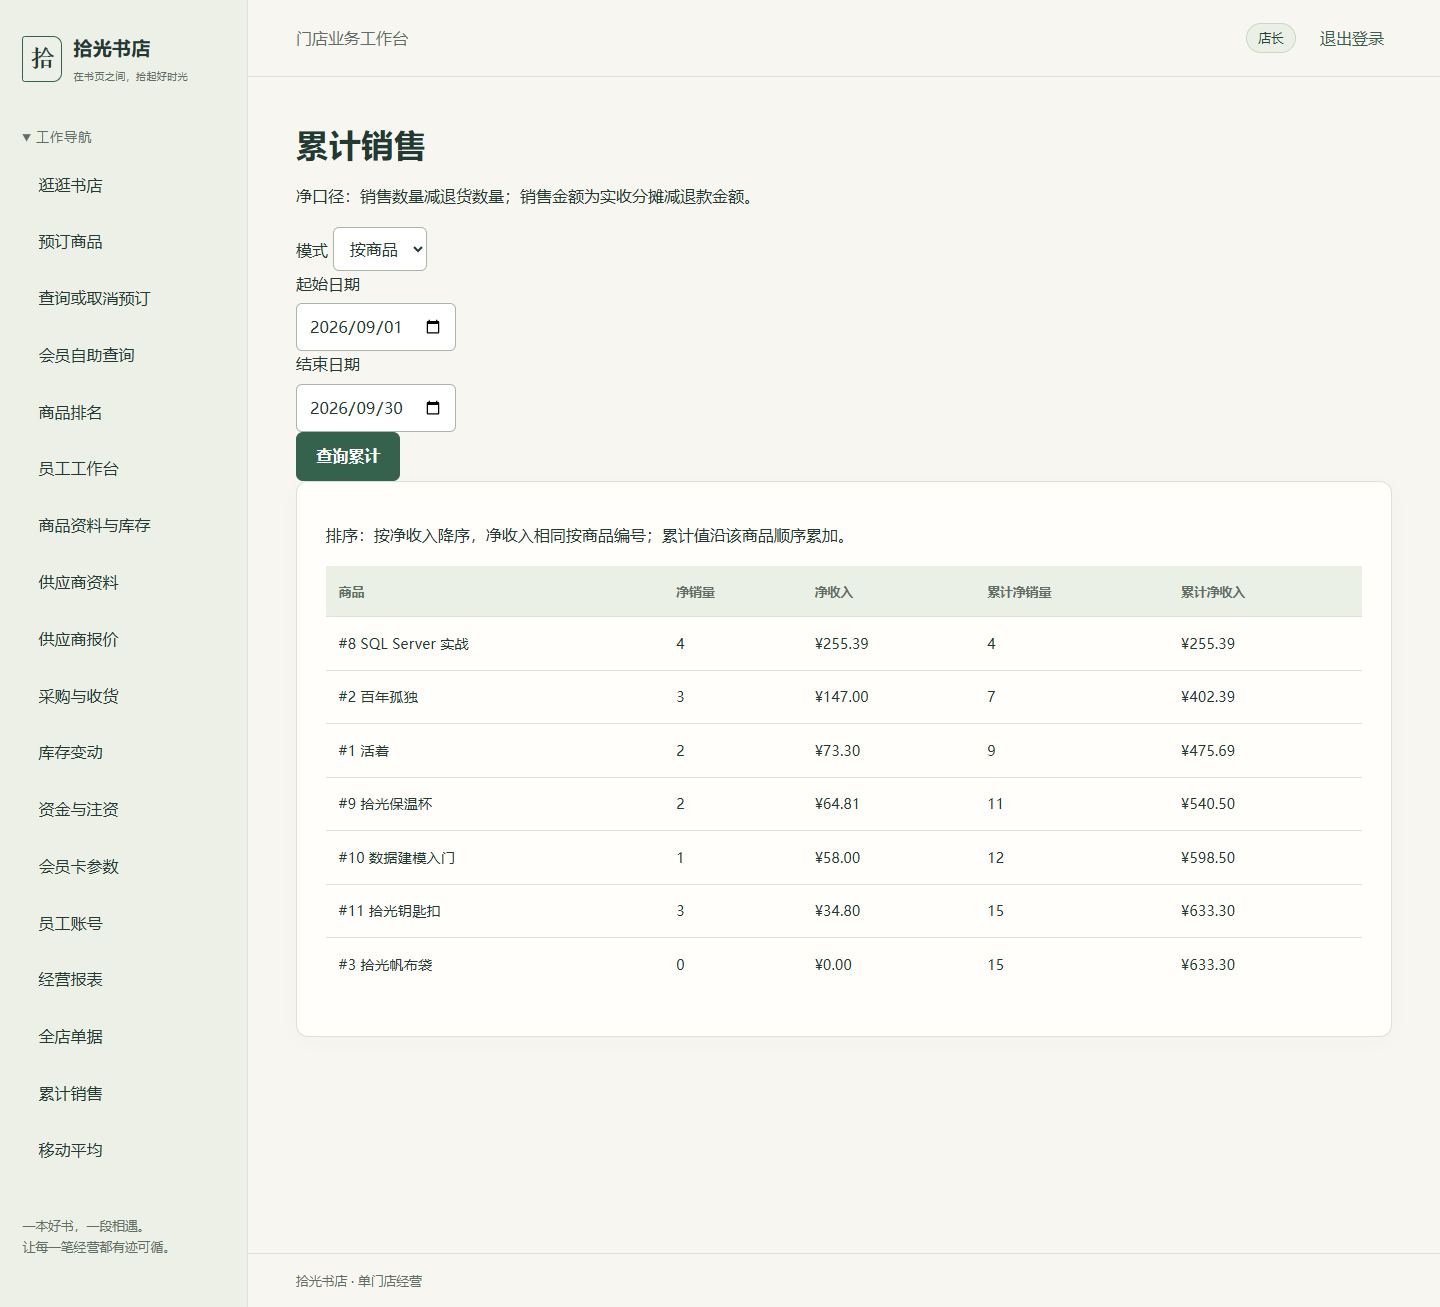 拾
拾光书店
在书页之间，拾起好时光
▼ 工作导航
逛逛书店
预订商品
查询或取消预订
会员自助查询
商品排名
员工工作台
商品资料与库存
供应商资料
供应商报价
采购与收货
库存变动
资金与注资
会员卡参数
员工账号
经营报表
全店单据
累计销售
移动平均
一本好书，一段相遇。
让每一笔经营都有迹可循。
门店业务工作台
店长
退出登录
累计销售
净口径：销售数量减退货数量；销售金额为实收分摊减退款金额。
模式 按商品
起始日期
2026/09/01
结束日期
2026/09/30
查询累计
排序：按净收入降序，净收入相同按商品编号；累计值沿该商品顺序累加。
商品 净销量 净收入 累计净销量 累计净收入
#8 SQL Server 实战 4 ¥255.39 4 ¥255.39
#2 百年孤独 3 ¥147.00 7 ¥402.39
#1 活着 2 ¥73.30 9 ¥475.69
#9 拾光保温杯 2 ¥64.81 11 ¥540.50
#10 数据建模入门 1 ¥58.00 12 ¥598.50
#11 拾光钥匙扣 3 ¥34.80 15 ¥633.30
#3 拾光帆布袋 0 ¥0.00 15 ¥633.30
拾光书店 · 单门店经营